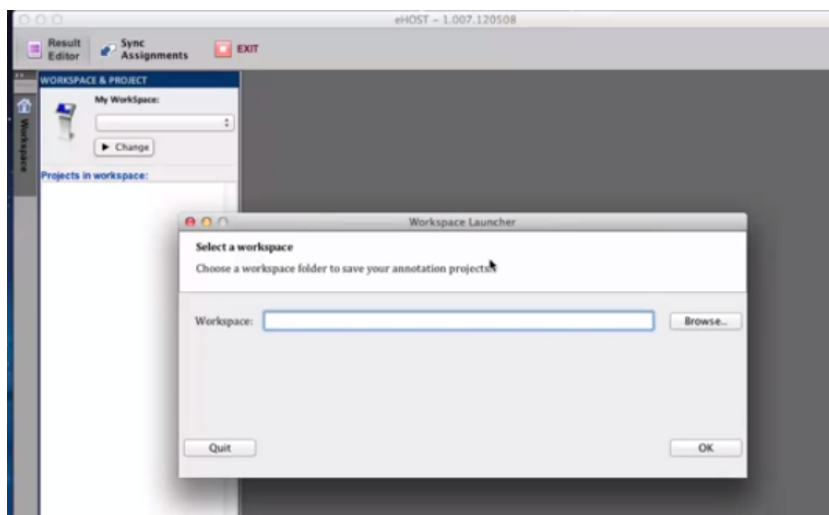 eHOST - 1.007.120508
Result Editor
Sync Assignments
EXIT
WORKSPACE & PROJECT
My WorkSpace:
Change
Projects in workspace:
Workspace
Workspace Launcher
Select a workspace
Choose a workspace folder to save your annotation projects!
Workspace:
Browse...
Quit
OK